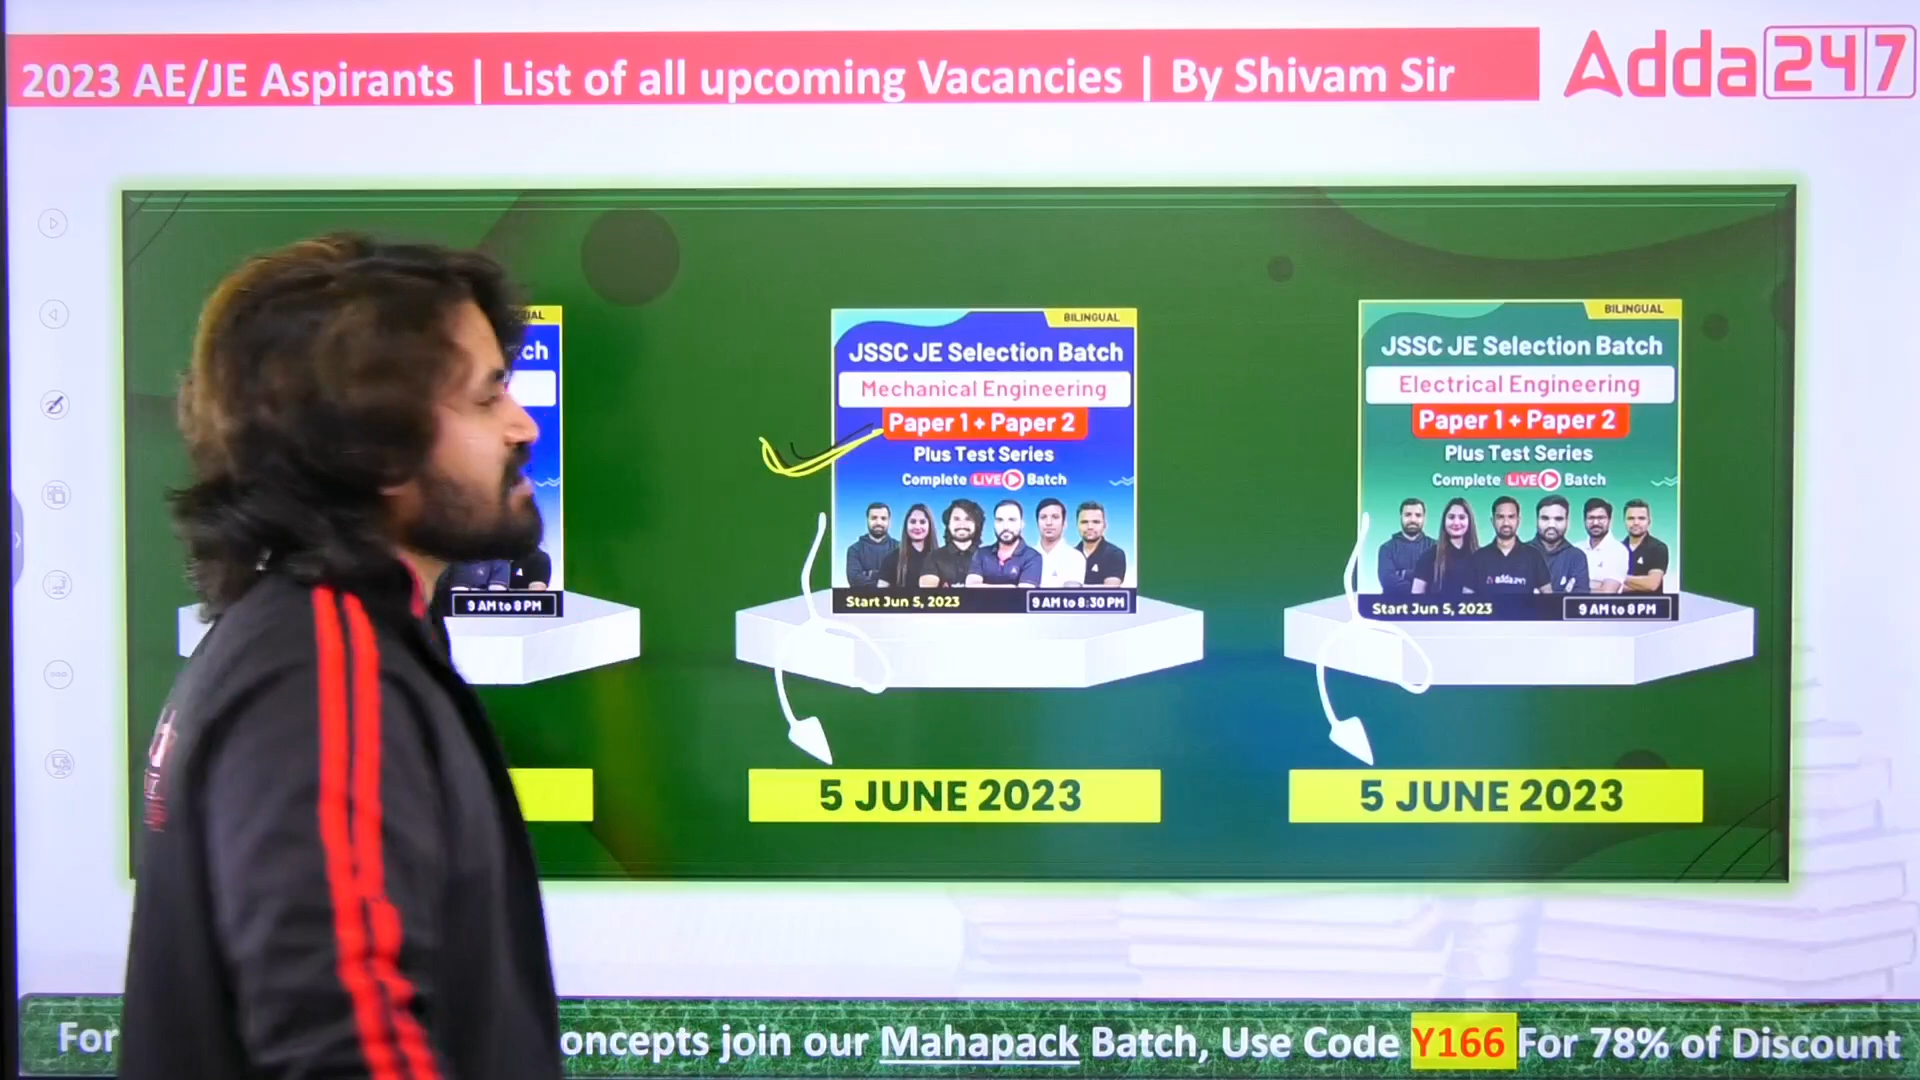 2023 AE/JE Aspirants | List of all upcoming Vacancies | By Shivam Sir
Adda247
BILINGUAL
JSSC JE Selection Batch
Mechanical Engineering
Paper 1 + Paper 2
Plus Test Series
Complete LIVE Batch
Start Jun 5, 2023
9 AM to 8:30 PM
5 JUNE 2023
BILINGUAL
JSSC JE Selection Batch
Electrical Engineering
Paper 1 + Paper 2
Plus Test Series
Complete LIVE Batch
adda247
Start Jun 5, 2023
9 AM to 8 PM
5 JUNE 2023
9 AM to 8 PM
For oncepts join our Mahapack Batch, Use Code Y166 For 78% of Discount